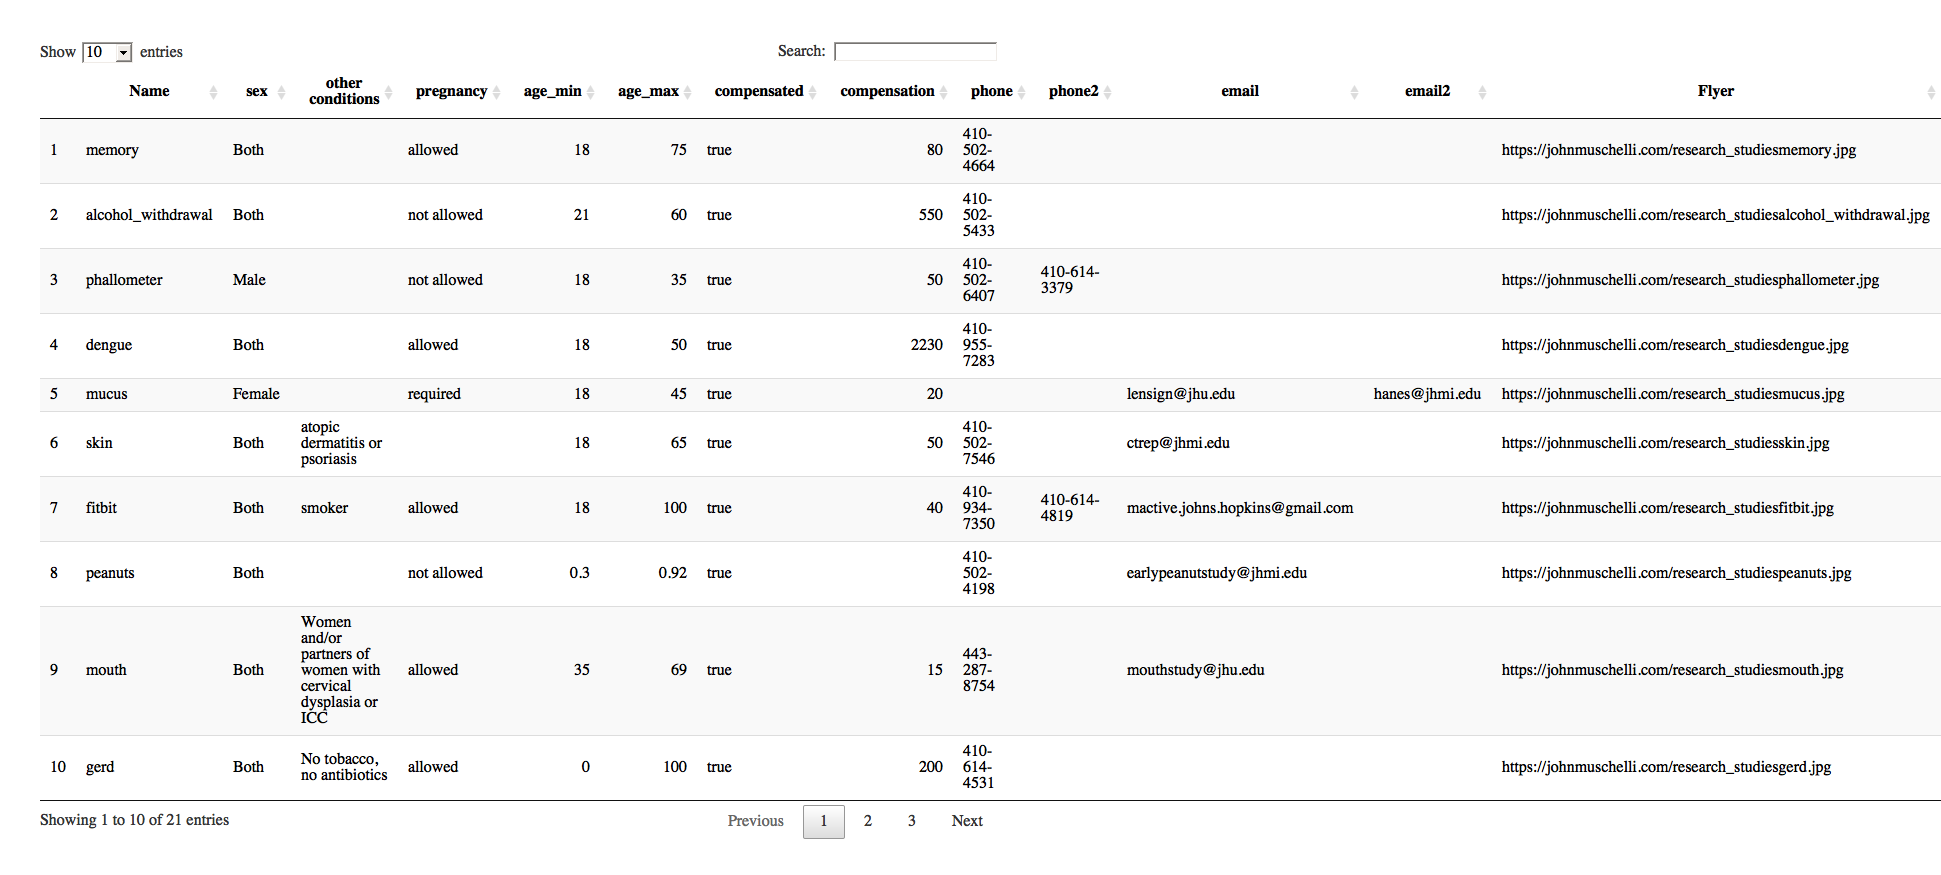 Show 10 entries Search:
Name sex other conditions pregnancy age_min age_max compensated compensation phone phone2 email email2 Flyer
1 memory Both allowed 18 75 true 80 410-502-4664 https://johnmuschelli.com/research_studiesmemory.jpg
2 alcohol_withdrawal Both not allowed 21 60 true 550 410-502-5433 https://johnmuschelli.com/research_studiesalcohol_withdrawal.jpg
3 phallometer Male not allowed 18 35 true 50 410-502-6407 410-614-3379 https://johnmuschelli.com/research_studiesphallometer.jpg
4 dengue Both allowed 18 50 true 2230 410-955-7283 https://johnmuschelli.com/research_studiesdengue.jpg
5 mucus Female required 18 45 true 20 lensign@jhu.edu hanes@jhmi.edu https://johnmuschelli.com/research_studiesmucus.jpg
6 skin Both atopic dermatitis or psoriasis 18 65 true 50 410-502-7546 ctrep@jhmi.edu https://johnmuschelli.com/research_studiesskin.jpg
7 fitbit Both smoker allowed 18 100 true 40 410-934-7350 410-614-4819 mactive.johns.hopkins@gmail.com https://johnmuschelli.com/research_studiesfitbit.jpg
8 peanuts Both not allowed 0.3 0.92 true 410-502-4198 earlypeanutstudy@jhmi.edu https://johnmuschelli.com/research_studiespeanuts.jpg
9 mouth Both Women and/or partners of women with cervical dysplasia or ICC allowed 35 69 true 15 443-287-8754 mouthstudy@jhu.edu https://johnmuschelli.com/research_studiesmouth.jpg
10 gerd Both No tobacco, no antibiotics allowed 0 100 true 200 410-614-4531 https://johnmuschelli.com/research_studiesgerd.jpg
Showing 1 to 10 of 21 entries Previous 1 2 3 Next